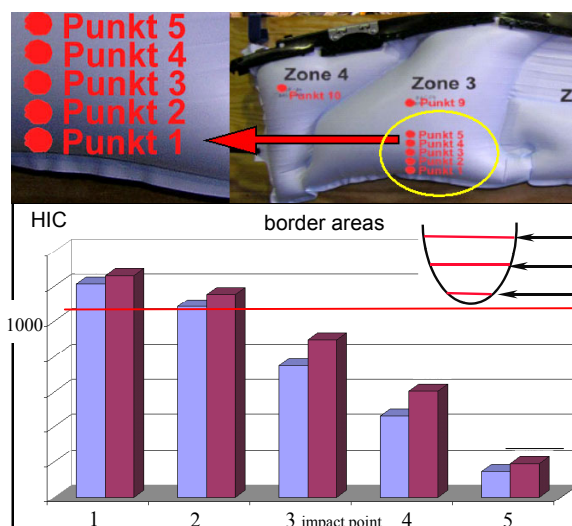 Punkt 5
Punkt 4
Punkt 3
Punkt 2
Punkt 1
Zone 4
Punkt 10
Zone 3
Punkt 9
Punkt 5
Punkt 4
Punkt 3
Punkt 2
Punkt 1
Z
HIC
border areas
1000
1 2 3 impact point 4 5